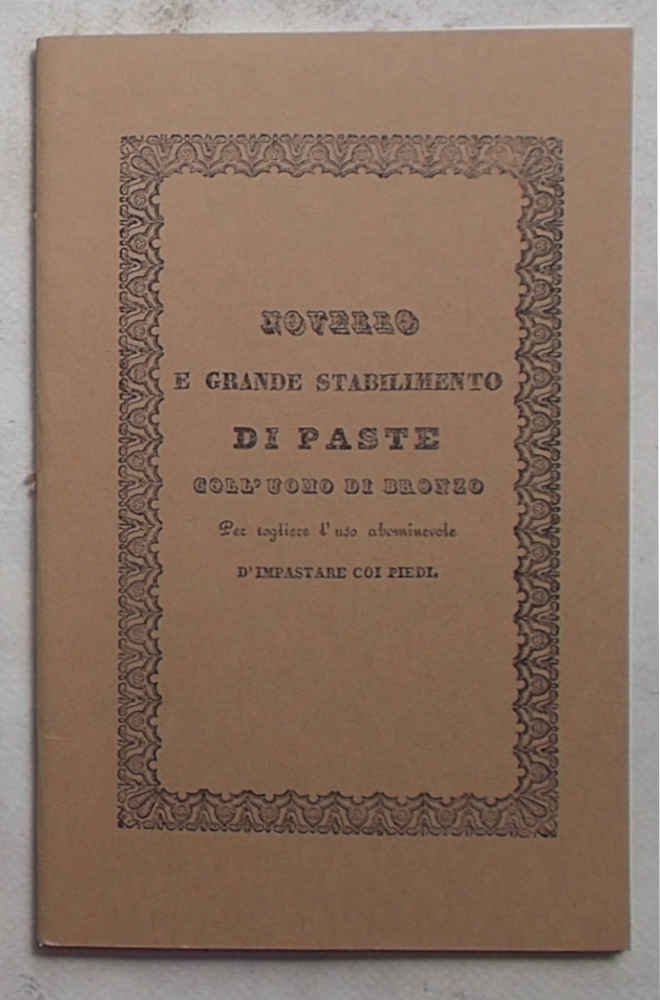 NOVELLO
E GRANDE STABILIMENTO
DI PASTE
COLL'UOMO DI BRONZO
Per togliere l'uso abominevole
D'IMPASTARE COI PIEDI.